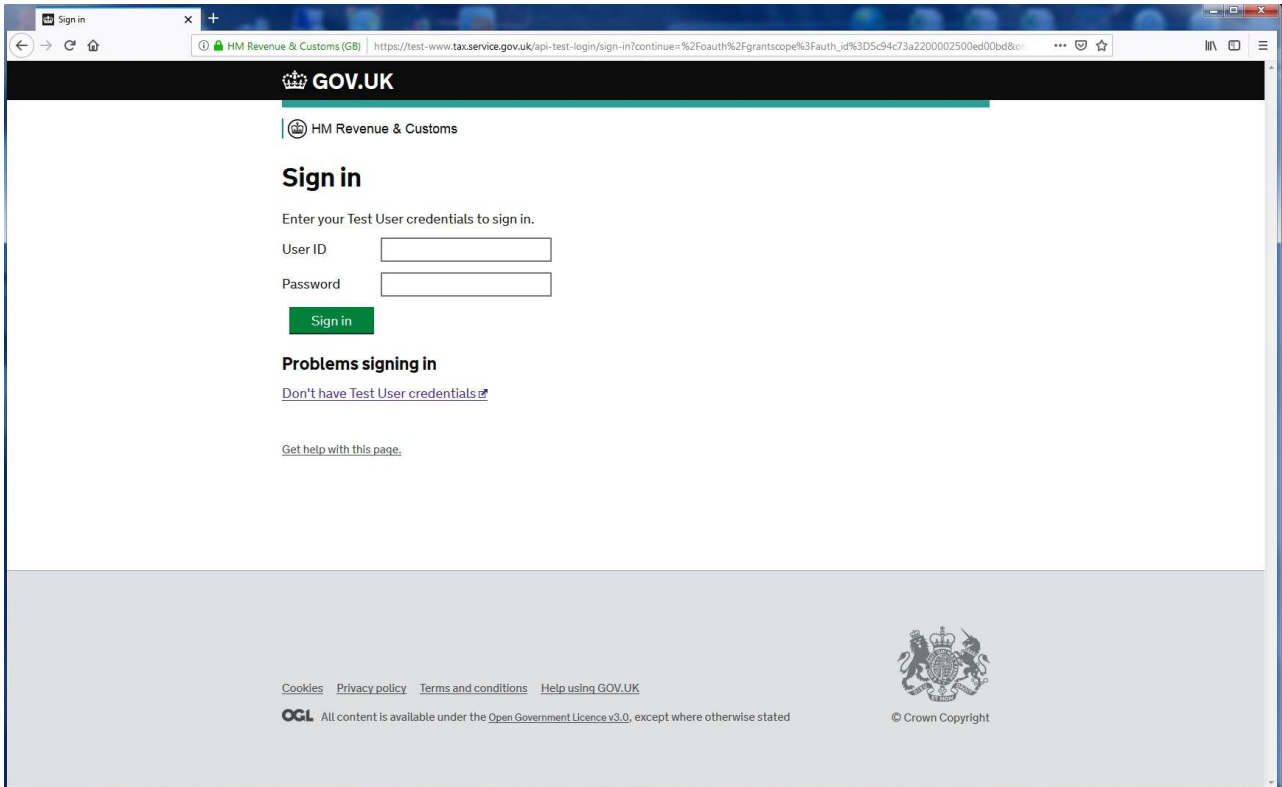 Sign in
HM Revenue & Customs (GB) https://test-www.tax.service.gov.uk/api-test-login/sign-in?continue=%2Foauth%2Fgrantscope%3Fauth_id%3D5c94c73a2200002500ed00bd&o
GOV.UK
HM Revenue & Customs
Sign in
Enter your Test User credentials to sign in.
User ID
Password
Sign in
Problems signing in
Don't have Test User credentials
Get help with this page.
Cookies Privacy policy Terms and conditions Help using GOV.UK
OGL All content is available under the Open Government Licence v3.0, except where otherwise stated
© Crown Copyright